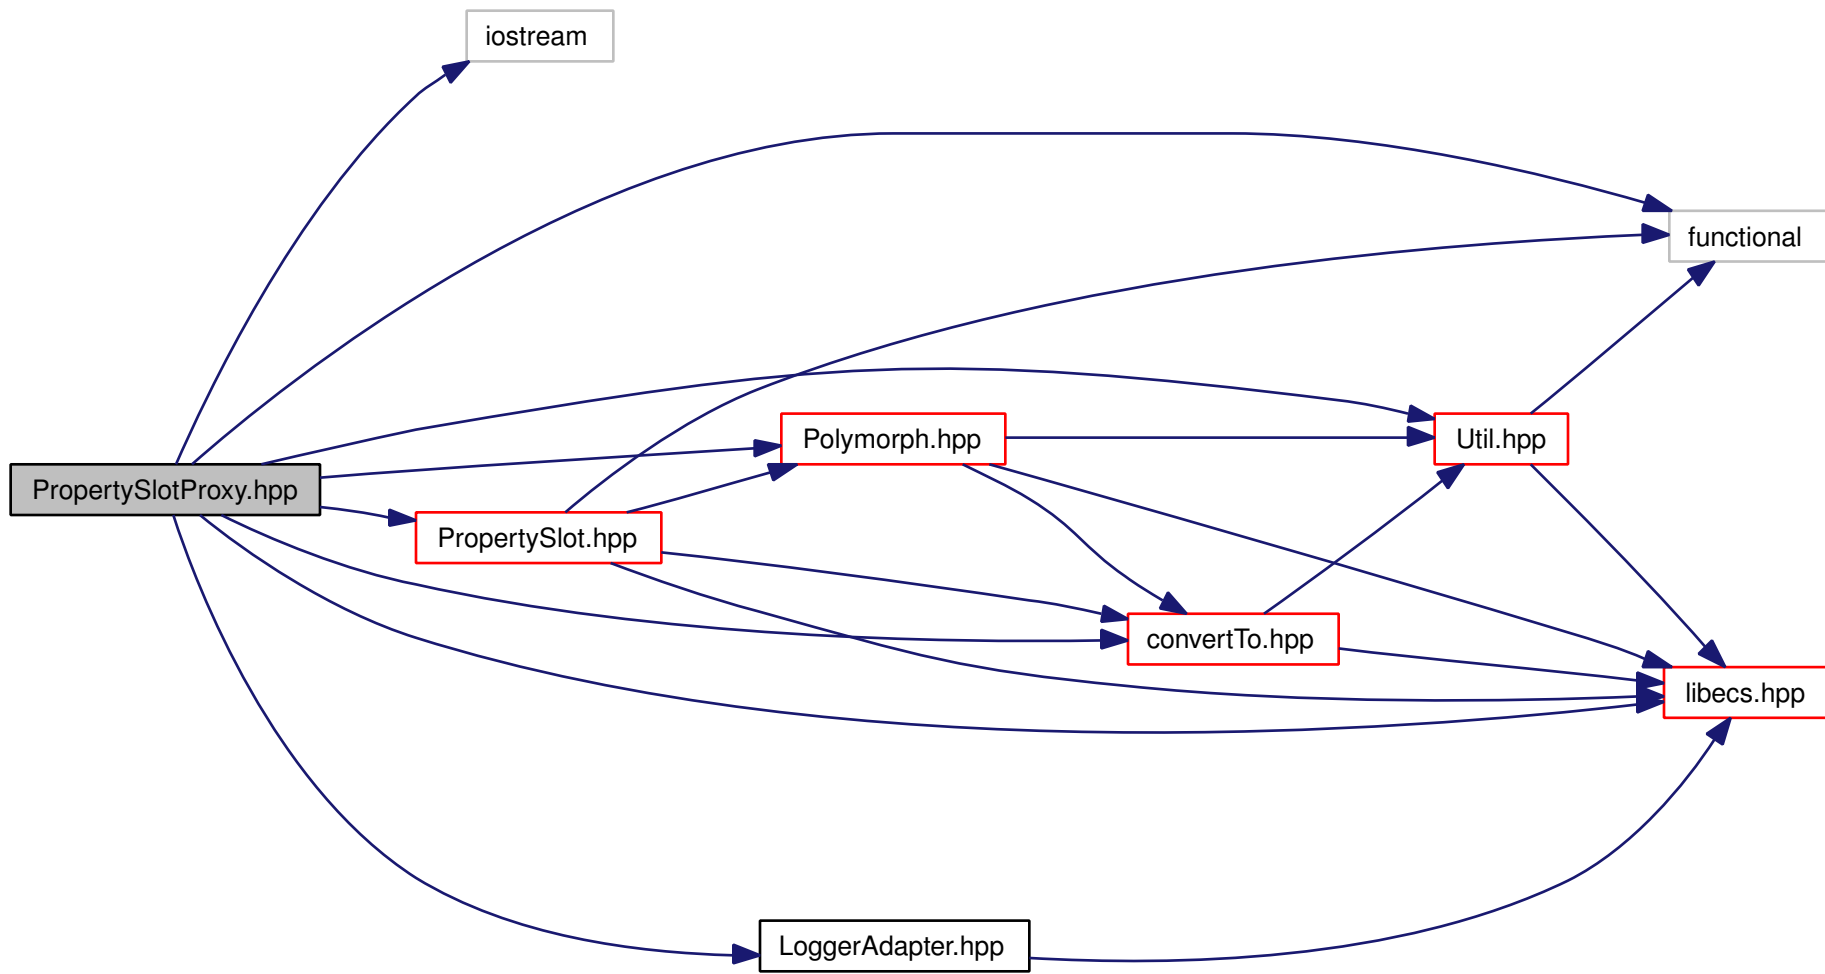 iostream
functional
Polymorph.hpp
Util.hpp
PropertySlotProxy.hpp
PropertySlot.hpp
convertTo.hpp
libecs.hpp
LoggerAdapter.hpp